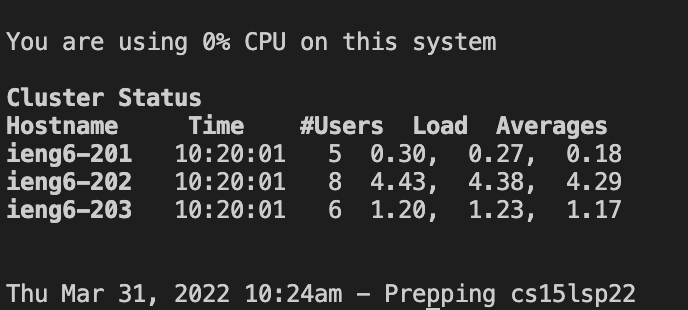 You are using 0% CPU on this system
Cluster Status
Hostname     Time    #Users  Load  Averages
ieng6-201   10:20:01   5  0.30,  0.27,  0.18
ieng6-202   10:20:01   8  4.43,  4.38,  4.29
ieng6-203   10:20:01   6  1.20,  1.23,  1.17
Thu Mar 31, 2022 10:24am - Prepping cs15lsp22